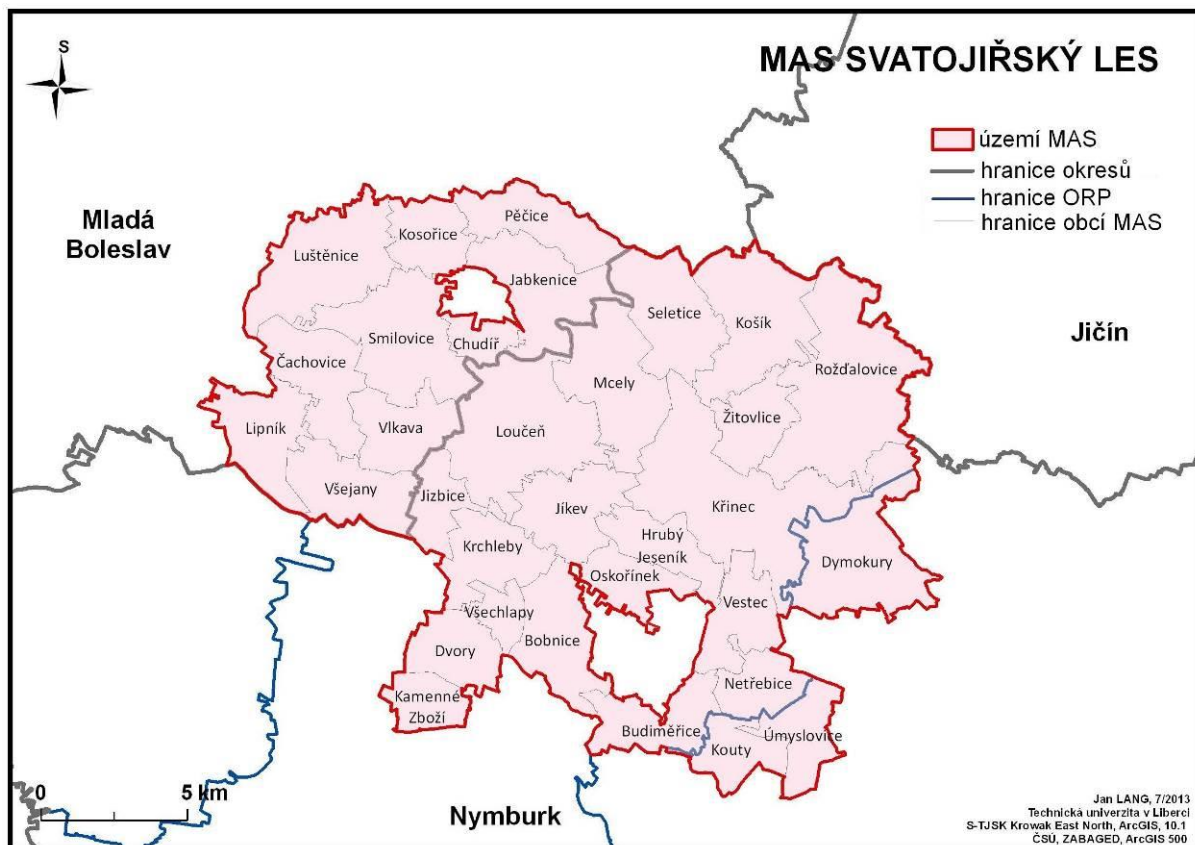 S
MAS SVATOJIŘSKÝ LES
území MAS
hranice okresů
hranice ORP
hranice obcí MAS
Mladá
Boleslav
Jičín
Nymburk
Pěčice
Kosořice
Luštěnice
Jabkenice
Seletice
Košík
Smilovice
Chudíř
Čachovice
Mcely
Rožďalovice
Žitovlice
Lipník
Vlkava
Loučeň
Všejany
Jizbice
Jíkev
Křinec
Krchleby
Hrubý
Jeseník
Oskořínek
Dymokury
Vestec
Všechlapy
Bobnice
Dvory
Netřebice
Kamenné
Zboží
Budiměřice
Kouty
Úmyslovice
0 5 km
Jan LANG, 7/2013
Technická univerzita v Liberci
S-TJSK Krowak East North, ArcGIS, 10.1
ČSÚ, ZABAGED, ArcGIS 500